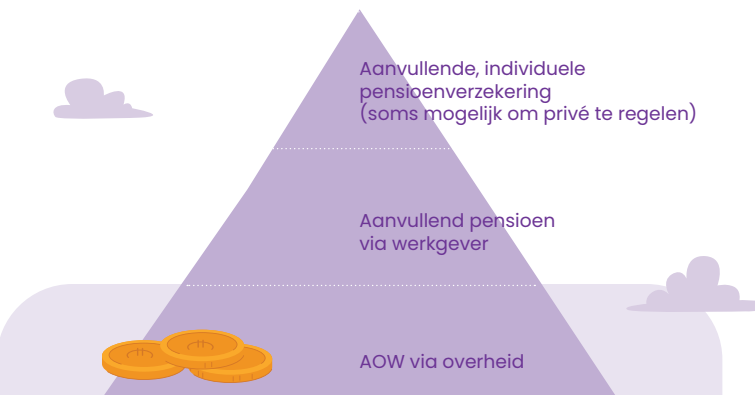 Aanvullende, individuele
pensioenverzekering
(soms mogelijk om privé te regelen)
Aanvullend pensioen
via werkgever
AOW via overheid